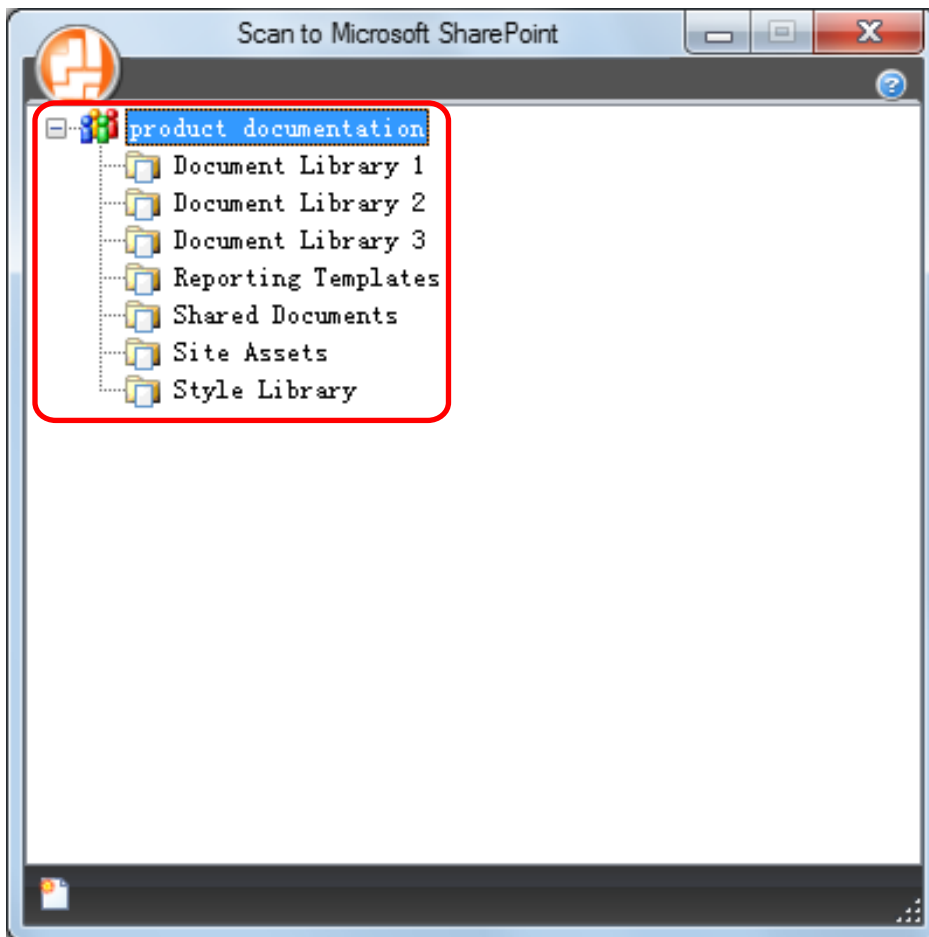 Scan to Microsoft SharePoint
product documentation
Document Library 1
Document Library 2
Document Library 3
Reporting Templates
Shared Documents
Site Assets
Style Library